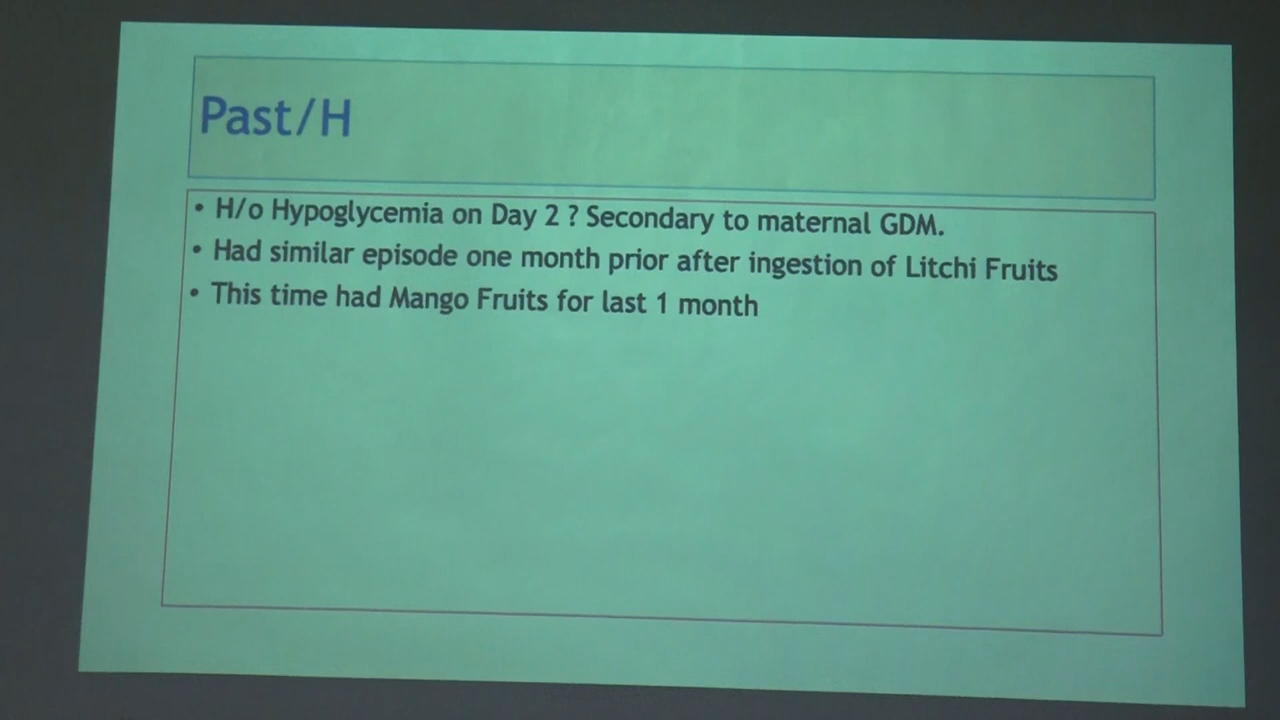 Past/H
• H/o Hypoglycemia on Day 2 ? Secondary to maternal GDM.
• Had similar episode one month prior after ingestion of Litchi Fruits
• This time had Mango Fruits for last 1 month